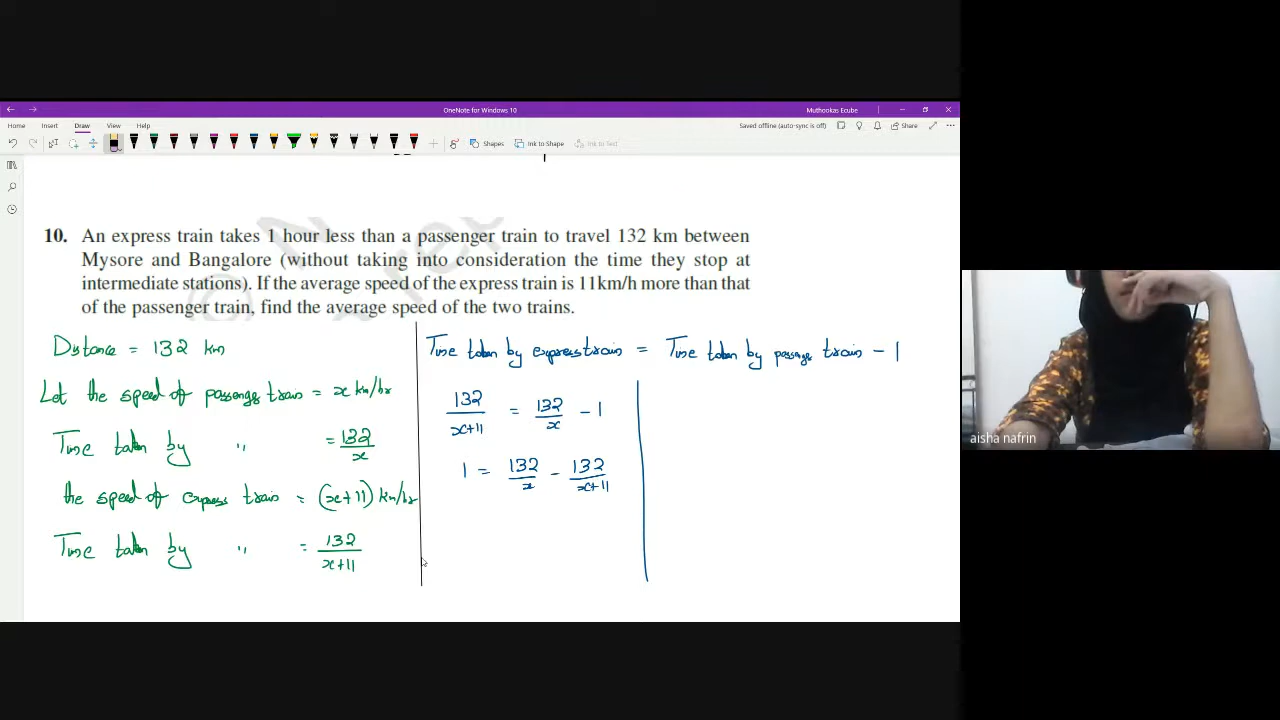 OneNote for Windows 10
Muthookas Ecube
Home Insert Draw View Help
Saved offline (auto-sync is off)
Share
Shapes
Ink to Shape
Ink to Text
10. An express train takes 1 hour less than a passenger train to travel 132 km between
Mysore and Bangalore (without taking into consideration the time they stop at
intermediate stations). If the average speed of the express train is 11km/h more than that
of the passenger train, find the average speed of the two trains.
Distance = 132 km
Let the speed of passenger train = x km/hr
Time taken by " = 132/x
the speed of express train = (x+11) km/hr
Time taken by " = 132/x+11
Time taken by express train = Time taken by passenger train - 1
132/x+11 = 132/x - 1
1 = 132/x - 132/x+11
aisha nafrin